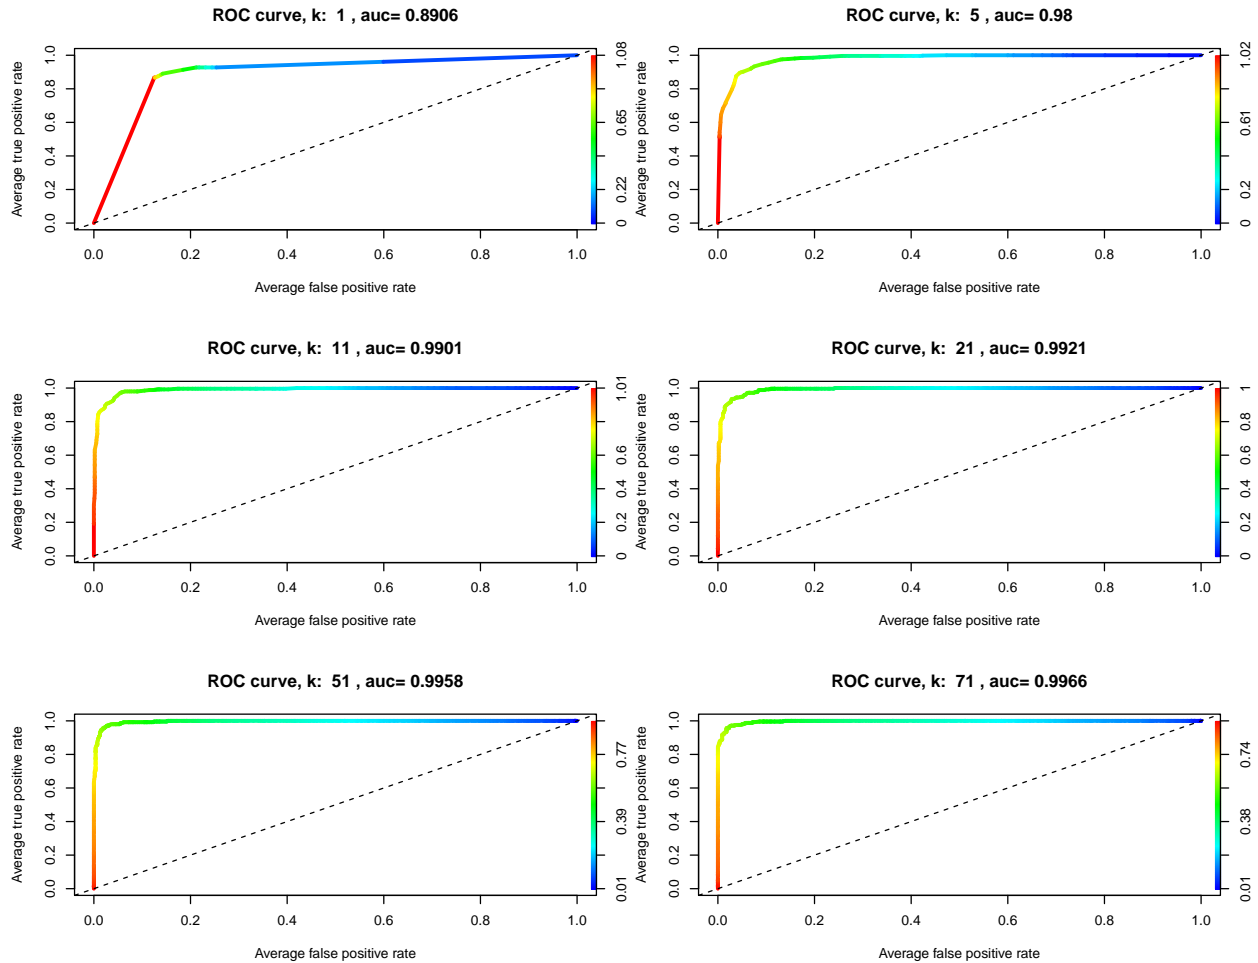 ROC curve, k:  1 , auc= 0.8906
Average true positive rate
0.0 0.2 0.4 0.6 0.8 1.0
0 0.22 0.65 1.08
0.0 0.2 0.4 0.6 0.8 1.0
Average false positive rate
ROC curve, k:  5 , auc= 0.98
Average true positive rate
0.0 0.2 0.4 0.6 0.8 1.0
0 0.2 0.61 1.02
0.0 0.2 0.4 0.6 0.8 1.0
Average false positive rate
ROC curve, k:  11 , auc= 0.9901
Average true positive rate
0.0 0.2 0.4 0.6 0.8 1.0
0 0.2 0.4 0.6 1.01
0.0 0.2 0.4 0.6 0.8 1.0
Average false positive rate
ROC curve, k:  21 , auc= 0.9921
Average true positive rate
0.0 0.2 0.4 0.6 0.8 1.0
0 0.2 0.4 0.6 0.8 1
0.0 0.2 0.4 0.6 0.8 1.0
Average false positive rate
ROC curve, k:  51 , auc= 0.9958
Average true positive rate
0.0 0.2 0.4 0.6 0.8 1.0
0.01 0.39 0.77
0.0 0.2 0.4 0.6 0.8 1.0
Average false positive rate
ROC curve, k:  71 , auc= 0.9966
Average true positive rate
0.0 0.2 0.4 0.6 0.8 1.0
0.01 0.38 0.74
0.0 0.2 0.4 0.6 0.8 1.0
Average false positive rate